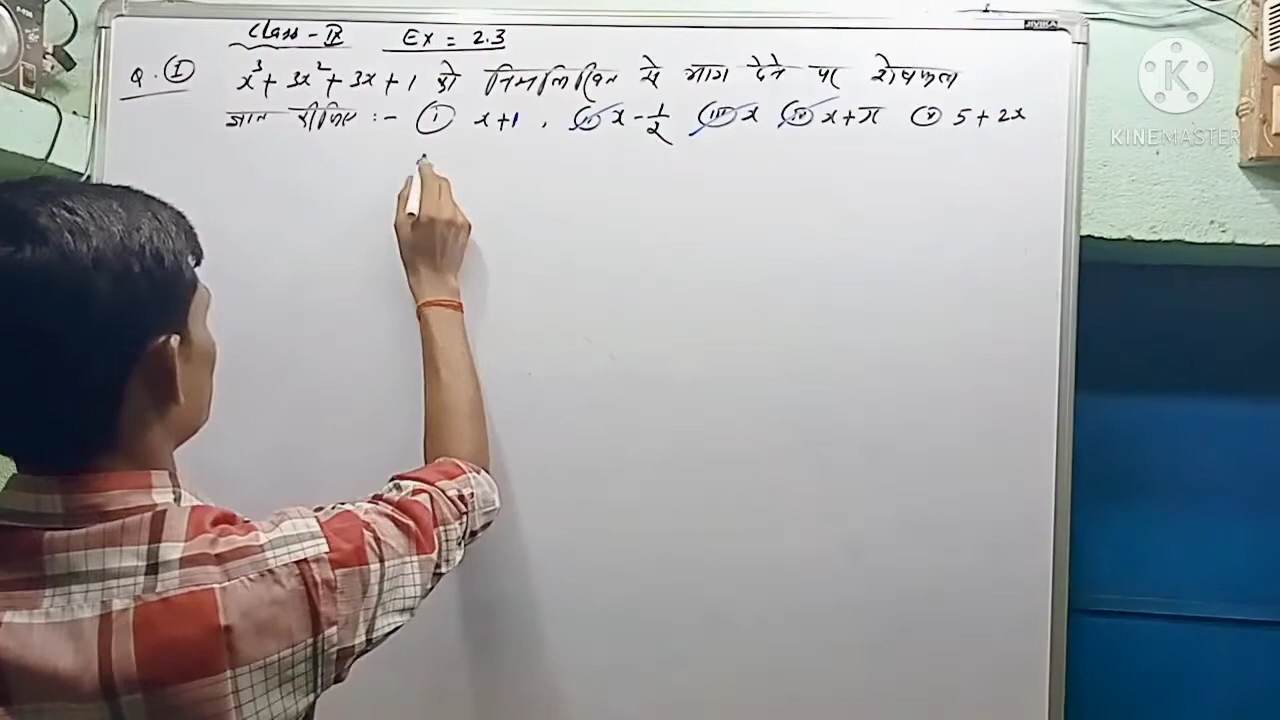 Class - IX Ex = 2.3
Q. (I) x³ + 3x² + 3x + 1 को निम्नलिखित से भाग देने पर शेषफल
ज्ञात कीजिए :- (i) x+1 , (ii) x - 1/2 (iii) x (iv) x+π (v) 5+2x
JIVIKA
K
KINEMASTER